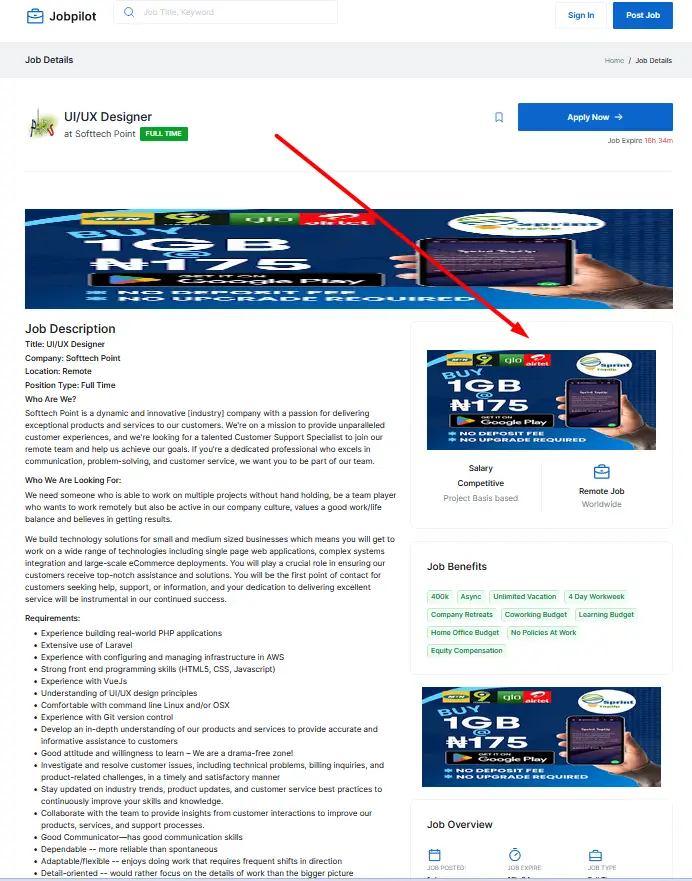 Jobpilot
Job Title, Keyword
Sign In
Post Job
Job Details
Home / Job Details
UI/UX Designer
at Softtech Point FULL TIME
Apply Now →
Job Expire 16h 34m
MTN 9 glo airtel
BUY
1GB
@
₦175
GET IT ON
Google Play
NO DEPOSIT FEE
NO UPGRADE REQUIRED
Sprint
TopUp
Sprint TopUp
Job Description
Title: UI/UX Designer
Company: Softtech Point
Location: Remote
Position Type: Full Time
Who Are We?
Softtech Point is a dynamic and innovative [industry] company with a passion for delivering
exceptional products and services to our customers. We're on a mission to provide unparalleled
customer experiences, and we're looking for a talented Customer Support Specialist to join our
remote team and help us achieve our goals. If you're a dedicated professional who excels in
communication, problem-solving, and customer service, we want you to be part of our team.
Who We Are Looking For:
We need someone who is able to work on multiple projects without hand holding, be a team player
who wants to work remotely but also be active in our company culture, values a good work/life
balance and believes in getting results.
We build technology solutions for small and medium sized businesses which means you will get to
work on a wide range of technologies including single page web applications, complex systems
integration and large-scale eCommerce deployments. You will play a crucial role in ensuring our
customers receive top-notch assistance and solutions. You will be the first point of contact for
customers seeking help, support, or information, and your dedication to delivering excellent
service will be instrumental in our continued success.
Requirements:
• Experience building real-world PHP applications
• Extensive use of Laravel
• Experience with configuring and managing infrastructure in AWS
• Strong front end programming skills (HTML5, CSS, Javascript)
• Experience with VueJs
• Understanding of UI/UX design principles
• Comfortable with command line Linux and/or OSX
• Experience with Git version control
• Develop an in-depth understanding of our products and services to provide accurate and
informative assistance to customers
• Good attitude and willingness to learn – We are a drama-free zone!
• Investigate and resolve customer issues, including technical problems, billing inquiries, and
product-related challenges, in a timely and satisfactory manner
• Stay updated on industry trends, product updates, and customer service best practices to
continuously improve your skills and knowledge.
• Collaborate with the team to provide insights from customer interactions to improve our
products, services, and support processes.
• Good Communicator—has good communication skills
• Dependable -- more reliable than spontaneous
• Adaptable/flexible -- enjoys doing work that requires frequent shifts in direction
• Detail-oriented -- would rather focus on the details of work than the bigger picture
MTN 9 glo airtel
BUY
1GB
@
₦175
GET IT ON
Google Play
NO DEPOSIT FEE
NO UPGRADE REQUIRED
Sprint
TopUp
Salary
Competitive
Project Basis based
Remote Job
Worldwide
Job Benefits
400k Async Unlimited Vacation 4 Day Workweek
Company Retreats Coworking Budget Learning Budget
Home Office Budget No Policies At Work
Equity Compensation
MTN 9 glo airtel
BUY
1GB
@
₦175
GET IT ON
Google Play
NO DEPOSIT FEE
NO UPGRADE REQUIRED
Sprint
TopUp
Job Overview
JOB POSTED: JOB EXPIRE: JOB TYPE